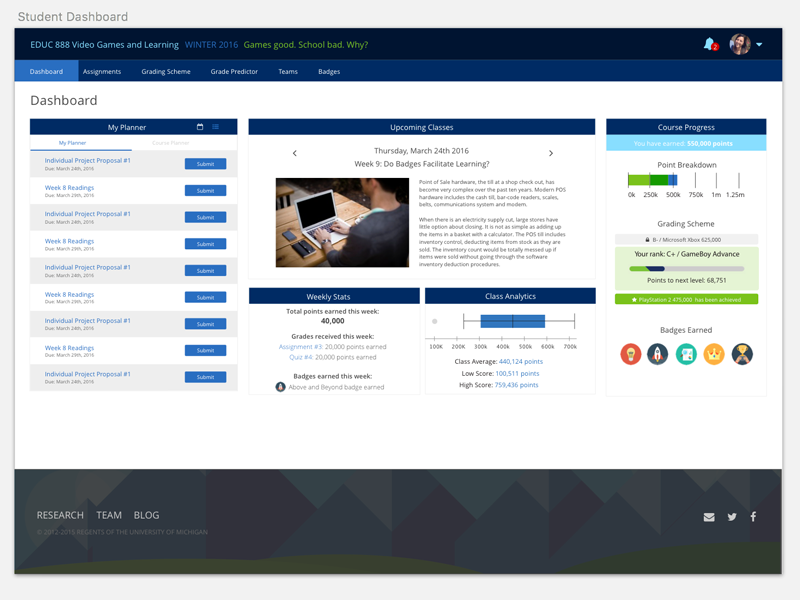 Student Dashboard
EDUC 888 Video Games and Learning WINTER 2016 Games good. School bad. Why?
2
Dashboard Assignments Grading Scheme Grade Predictor Teams Badges
Dashboard
My Planner
My Planner Course Planner
Individual Project Proposal #1
Due: March 24th, 2016
Submit
Week 8 Readings
Due: March 29th, 2016
Submit
Individual Project Proposal #1
Due: March 24th, 2016
Submit
Week 8 Readings
Due: March 29th, 2016
Submit
Individual Project Proposal #1
Due: March 24th, 2016
Submit
Week 8 Readings
Due: March 29th, 2016
Submit
Individual Project Proposal #1
Due: March 24th, 2016
Submit
Week 8 Readings
Due: March 29th, 2016
Submit
Individual Project Proposal #1
Due: March 24th, 2016
Submit
Upcoming Classes
Thursday, March 24th 2016
Week 9: Do Badges Facilitate Learning?
Point of Sale hardware, the till at a shop check out, has
become very complex over the past ten years. Modern POS
hardware includes the cash till, bar-code readers, scales,
belts, communications system and modem.
When there is an electricity supply cut, large stores have
little option about closing. It is not as simple as adding up
the items in a basket with a calculator. The POS till includes
inventory control, deducting items from stock as they are
sold. The inventory count would be totally messed up if
items were sold without going through the software
inventory deduction procedures.
Weekly Stats
Total points earned this week:
40,000
Grades received this week:
Assignment #3: 20,000 points earned
Quiz #4: 20,000 points earned
Badges earned this week:
Above and Beyond badge earned
Class Analytics
100K 200K 300k 400k 500k 600k 700k
Class Average: 440,124 points
Low Score: 100,511 points
High Score: 759,436 points
Course Progress
You have earned: 550,000 points
Point Breakdown
0k 250k 500k 750k 1m 1.25m
Grading Scheme
B- / Microsoft Xbox 625,000
Your rank: C+ / GameBoy Advance
Points to next level: 68,751
PlayStation 2 475,000 has been achieved
Badges Earned
RESEARCH TEAM BLOG
© 2012-2015 REGENTS OF THE UNIVERSITY OF MICHIGAN